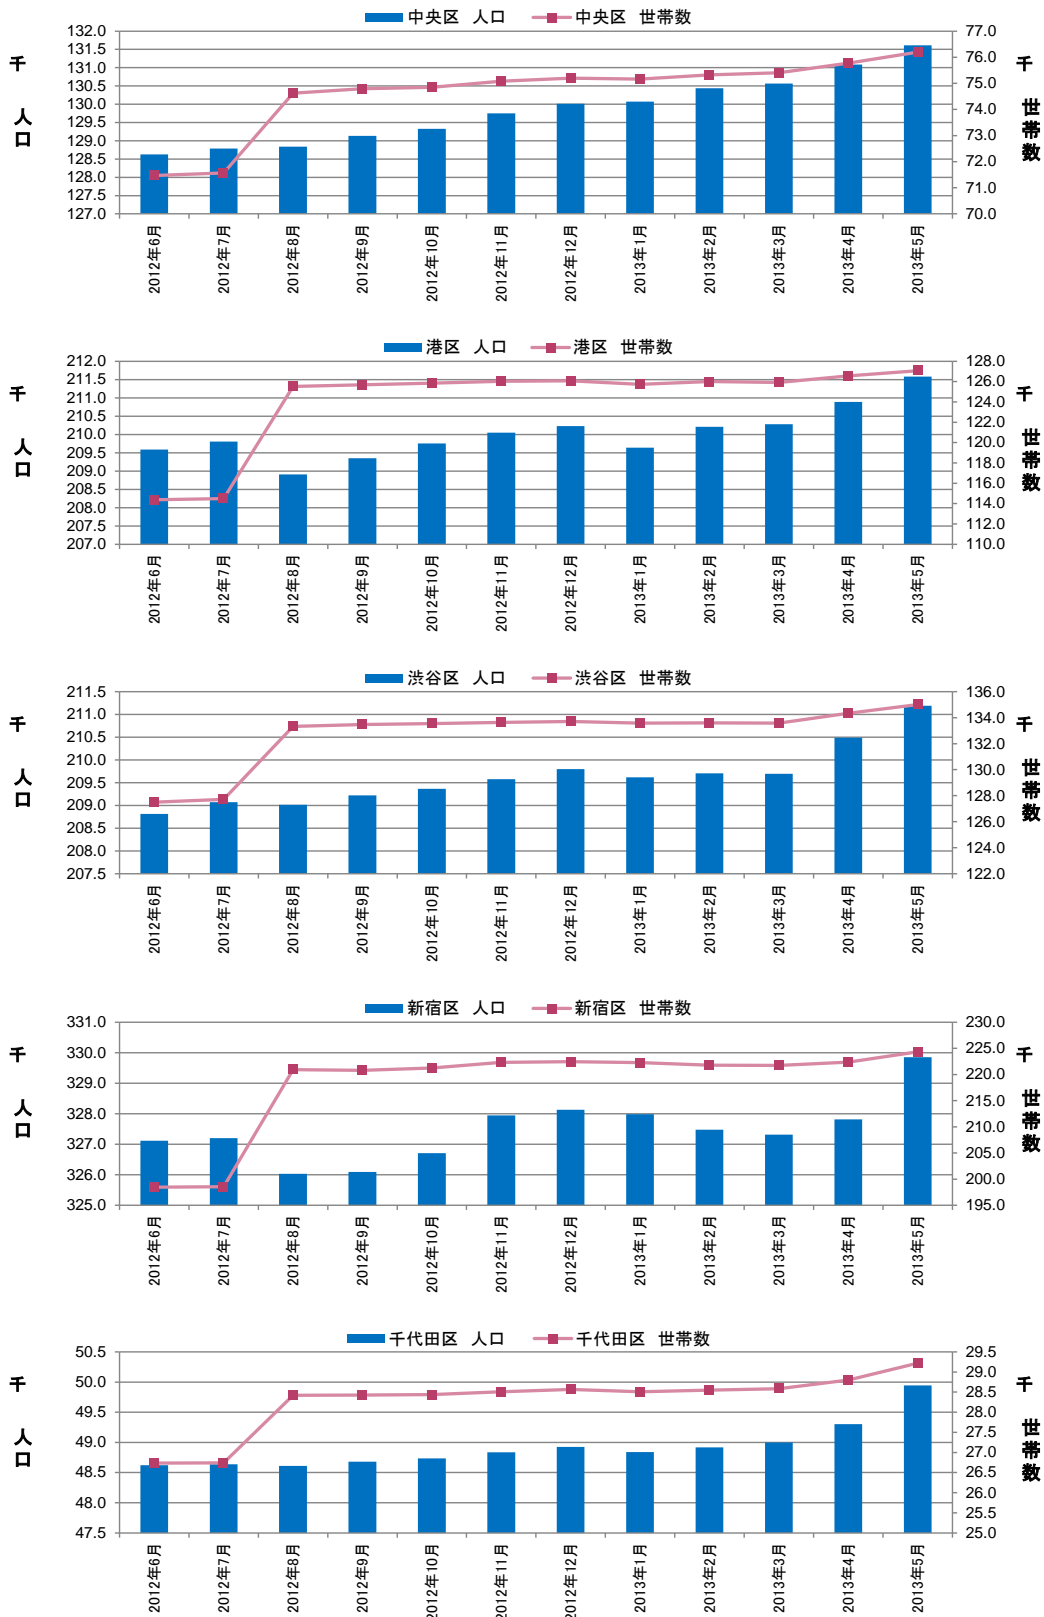 中央区 人口 中央区 世帯数
千 人口
132.0
131.5
131.0
130.5
130.0
129.5
129.0
128.5
128.0
127.5
127.0
77.0
76.0
75.0
74.0
73.0
72.0
71.0
70.0
千 世帯数
2012年6月
2012年7月
2012年8月
2012年9月
2012年10月
2012年11月
2012年12月
2013年1月
2013年2月
2013年3月
2013年4月
2013年5月
港区 人口 港区 世帯数
千 人口
212.0
211.5
211.0
210.5
210.0
209.5
209.0
208.5
208.0
207.5
207.0
128.0
126.0
124.0
122.0
120.0
118.0
116.0
114.0
112.0
110.0
千 世帯数
2012年6月
2012年7月
2012年8月
2012年9月
2012年10月
2012年11月
2012年12月
2013年1月
2013年2月
2013年3月
2013年4月
2013年5月
渋谷区 人口 渋谷区 世帯数
千 人口
211.5
211.0
210.5
210.0
209.5
209.0
208.5
208.0
207.5
136.0
134.0
132.0
130.0
128.0
126.0
124.0
122.0
千 世帯数
2012年6月
2012年7月
2012年8月
2012年9月
2012年10月
2012年11月
2012年12月
2013年1月
2013年2月
2013年3月
2013年4月
2013年5月
新宿区 人口 新宿区 世帯数
千 人口
331.0
330.0
329.0
328.0
327.0
326.0
325.0
230.0
225.0
220.0
215.0
210.0
205.0
200.0
195.0
千 世帯数
2012年6月
2012年7月
2012年8月
2012年9月
2012年10月
2012年11月
2012年12月
2013年1月
2013年2月
2013年3月
2013年4月
2013年5月
千代田区 人口 千代田区 世帯数
千 人口
50.5
50.0
49.5
49.0
48.5
48.0
47.5
29.5
29.0
28.5
28.0
27.5
27.0
26.5
26.0
25.5
25.0
千 世帯数
2012年6月
2012年7月
2012年8月
2012年9月
2012年10月
2012年11月
2012年12月
2013年1月
2013年2月
2013年3月
2013年4月
2013年5月